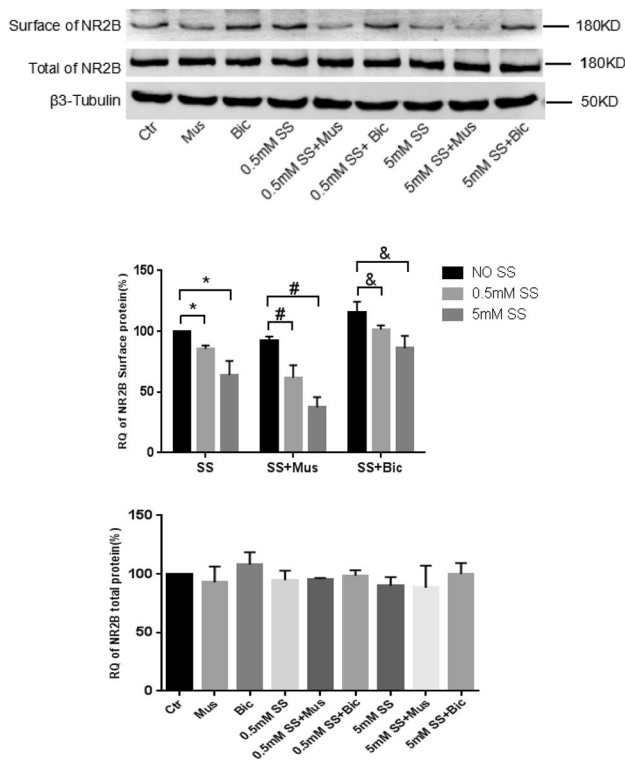 Surface of NR2B 180KD
Total of NR2B 180KD
β3-Tubulin 50KD
Ctr Mus Bic 0.5mM SS 0.5mM SS+Mus 0.5mM SS+ Bic 5mM SS 5mM SS+Mus 5mM SS+Bic
RQ of NR2B Surface protein(%)
150
100
50
0
* * # # & &
SS SS+Mus SS+Bic
NO SS
0.5mM SS
5mM SS
RQ of NR2B total protein(%)
150
100
50
0
Ctr Mus Bic 0.5mM SS 0.5mM SS+Mus 0.5mM SS+Bic 5mM SS 5mM SS+Mus 5mM SS+Bic